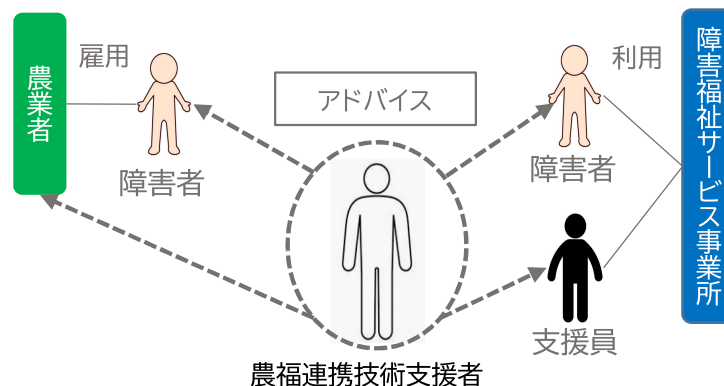 農業者
雇用
障害者
アドバイス
利用
障害者
障害福祉サービス事業所
支援員
農福連携技術支援者